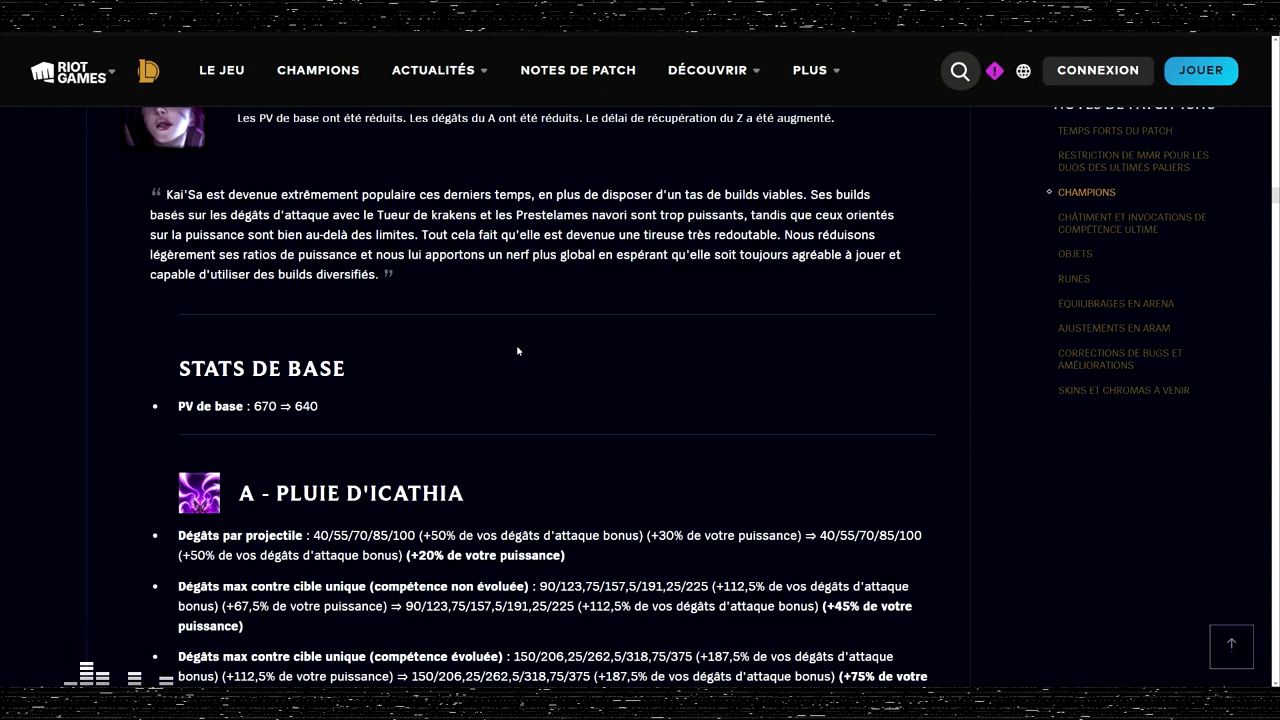 RIOT GAMES
LE JEU
CHAMPIONS
ACTUALITÉS
NOTES DE PATCH
DÉCOUVRIR
PLUS
CONNEXION
JOUER
Les PV de base ont été réduits. Les dégâts du A ont été réduits. Le délai de récupération du Z a été augmenté.
“ Kai'Sa est devenue extrêmement populaire ces derniers temps, en plus de disposer d'un tas de builds viables. Ses builds
basés sur les dégâts d'attaque avec le Tueur de krakens et les Prestelames navori sont trop puissants, tandis que ceux orientés
sur la puissance sont bien au-delà des limites. Tout cela fait qu'elle est devenue une tireuse très redoutable. Nous réduisons
légèrement ses ratios de puissance et nous lui apportons un nerf plus global en espérant qu'elle soit toujours agréable à jouer et
capable d'utiliser des builds diversifiés. ”
STATS DE BASE
• PV de base : 670 ⇒ 640
A - PLUIE D'ICATHIA
• Dégâts par projectile : 40/55/70/85/100 (+50% de vos dégâts d'attaque bonus) (+30% de votre puissance) ⇒ 40/55/70/85/100
(+50% de vos dégâts d'attaque bonus) (+20% de votre puissance)
• Dégâts max contre cible unique (compétence non évoluée) : 90/123,75/157,5/191,25/225 (+112,5% de vos dégâts d'attaque
bonus) (+67,5% de votre puissance) ⇒ 90/123,75/157,5/191,25/225 (+112,5% de vos dégâts d'attaque bonus) (+45% de votre
puissance)
• Dégâts max contre cible unique (compétence évoluée) : 150/206,25/262,5/318,75/375 (+187,5% de vos dégâts d'attaque
bonus) (+112,5% de votre puissance) ⇒ 150/206,25/262,5/318,75/375 (+187,5% de vos dégâts d'attaque bonus) (+75% de votre
TEMPS FORTS DU PATCH
RESTRICTION DE MMR POUR LES
DUOS DES ULTIMES PALIERS
CHAMPIONS
CHÂTIMENT ET INVOCATIONS DE
COMPÉTENCE ULTIME
OBJETS
RUNES
ÉQUILIBRAGES EN ARENA
AJUSTEMENTS EN ARAM
CORRECTIONS DE BUGS ET
AMÉLIORATIONS
SKINS ET CHROMAS À VENIR